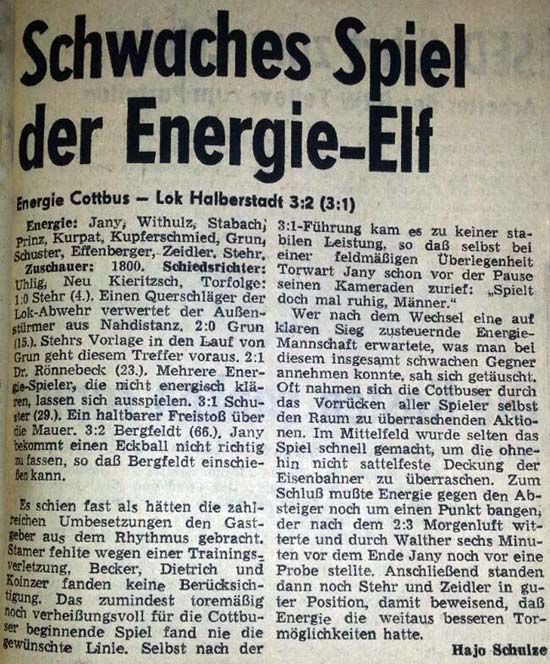 Schwaches Spiel
der Energie-Elf
Energie Cottbus — Lok Halberstadt 3:2 (3:1)
Energie: Jany, Withulz, Stabach,
Prinz, Kurpat, Kupferschmied, Grun,
Schuster, Effenberger, Zeidler, Stehr.
Zuschauer: 1800. Schiedsrichter:
Uhlig, Neu Kieritzsch, Torfolge:
1:0 Stehr (4.). Einen Querschläger der
Lok-Abwehr verwertet der Außen-
stürmer aus Nahdistanz. 2:0 Grun
(15.). Stehrs Vorlage in den Lauf von
Grun geht diesem Treffer voraus. 2:1
Dr. Rönnebeck (23.). Mehrere Ener-
gie-Spieler, die nicht energisch klä-
ren, lassen sich ausspielen. 3:1 Schu-
ster (29.). Ein haltbarer Freistoß über
die Mauer. 3:2 Bergfeldt (66.). Jany
bekommt einen Eckball nicht richtig
zu fassen, so daß Bergfeldt einschie-
ßen kann.
Es schien fast als hätten die zahl-
reichen Umbesetzungen den Gast-
geber aus dem Rhythmus gebracht.
Stamer fehlte wegen einer Trainings-
verletzung, Becker, Dietrich und
Koinzer fanden keine Berücksich-
tigung. Das zumindest toremäßig
noch verheißungsvoll für die Cottbu-
ser beginnende Spiel fand nie die
gewünschte Linie. Selbst nach der
3:1-Führung kam es zu keiner sta-
bilen Leistung, so daß selbst bei
einer feldmäßigen Überlegenheit
Torwart Jany schon vor der Pause
seinen Kameraden zurief: „Spielt
doch mal ruhig, Männer."
Wer nach dem Wechsel eine auf
klaren Sieg zusteuernde Energie-
Mannschaft erwartete, was man bei
diesem insgesamt schwachen Gegner
annehmen konnte, sah sich getäuscht.
Oft nahmen sich die Cottbuser durch
das Vorrücken aller Spieler selbst
den Raum zu überraschenden Aktio-
nen. Im Mittelfeld wurde selten das
Spiel schnell gemacht, um die ohne-
hin nicht sattelfeste Deckung der
Eisenbahner zu überraschen. Zum
Schluß mußte Energie gegen den Ab-
steiger noch um einen Punkt bangen,
der nach dem 2:3 Morgenluft wit-
terte und durch Walther sechs Minu-
ten vor dem Ende Jany noch vor eine
Probe stellte. Anschließend standen
dann noch Stehr und Zeidler in gu-
ter Position, damit beweisend, daß
Energie die weitaus besseren Tor-
möglichkeiten hatte.
Hajo Schulze